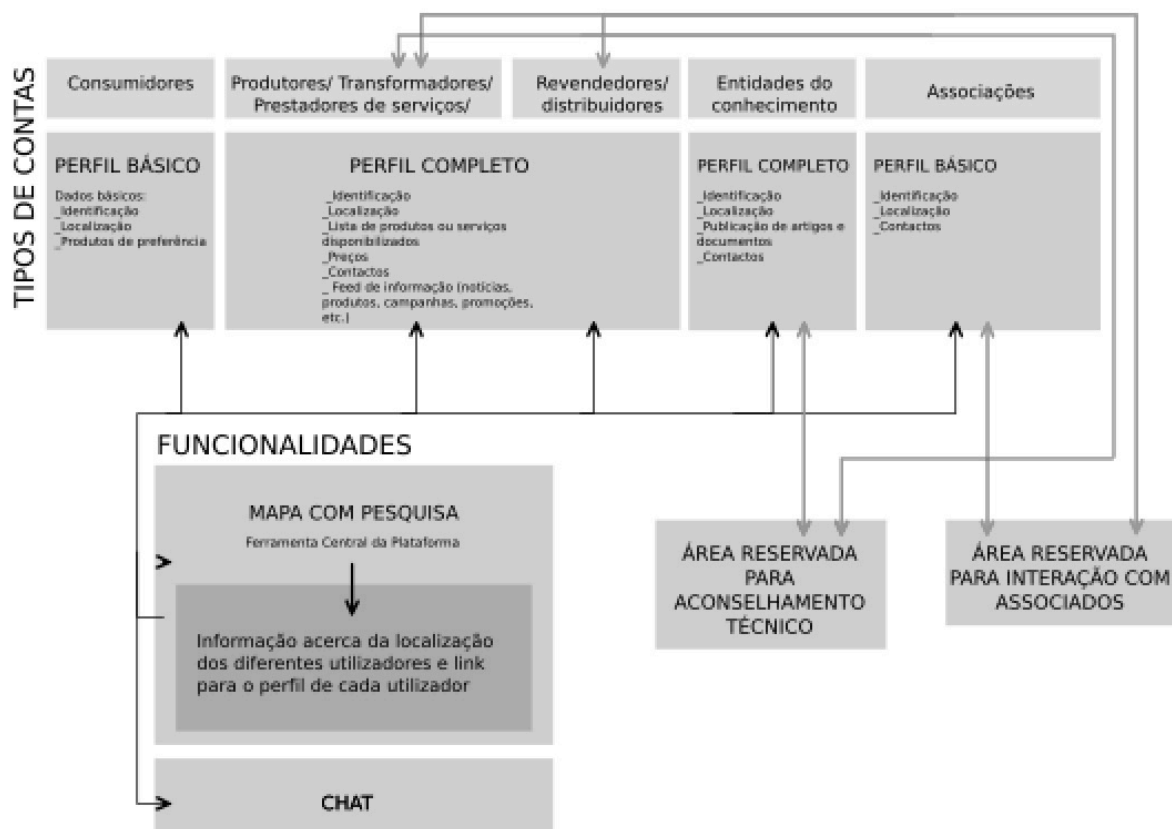 TIPOS DE CONTAS
Consumidores
Produtores/ Transformadores/
Prestadores de serviços/
Revendedores/
distribuidores
Entidades do
conhecimento
Associações
PERFIL BÁSICO
Dados básicos:
_Identificação
_Localização
_Produtos de preferência
PERFIL COMPLETO
_Identificação
_Localização
_Lista de produtos ou serviços
disponibilizados
_Preços
_Contactos
_ Feed de informação (notícias,
produtos, campanhas, promoções,
etc.)
PERFIL COMPLETO
_Identificação
_Localização
_Publicação de artigos e
documentos
_Contactos
PERFIL BÁSICO
_Identificação
_Localização
_Contactos
FUNCIONALIDADES
MAPA COM PESQUISA
Ferramenta Central da Plataforma
Informação acerca da localização
dos diferentes utilizadores e link
para o perfil de cada utilizador
CHAT
ÁREA RESERVADA
PARA
ACONSELHAMENTO
TÉCNICO
ÁREA RESERVADA
PARA INTERAÇÃO COM
ASSOCIADOS